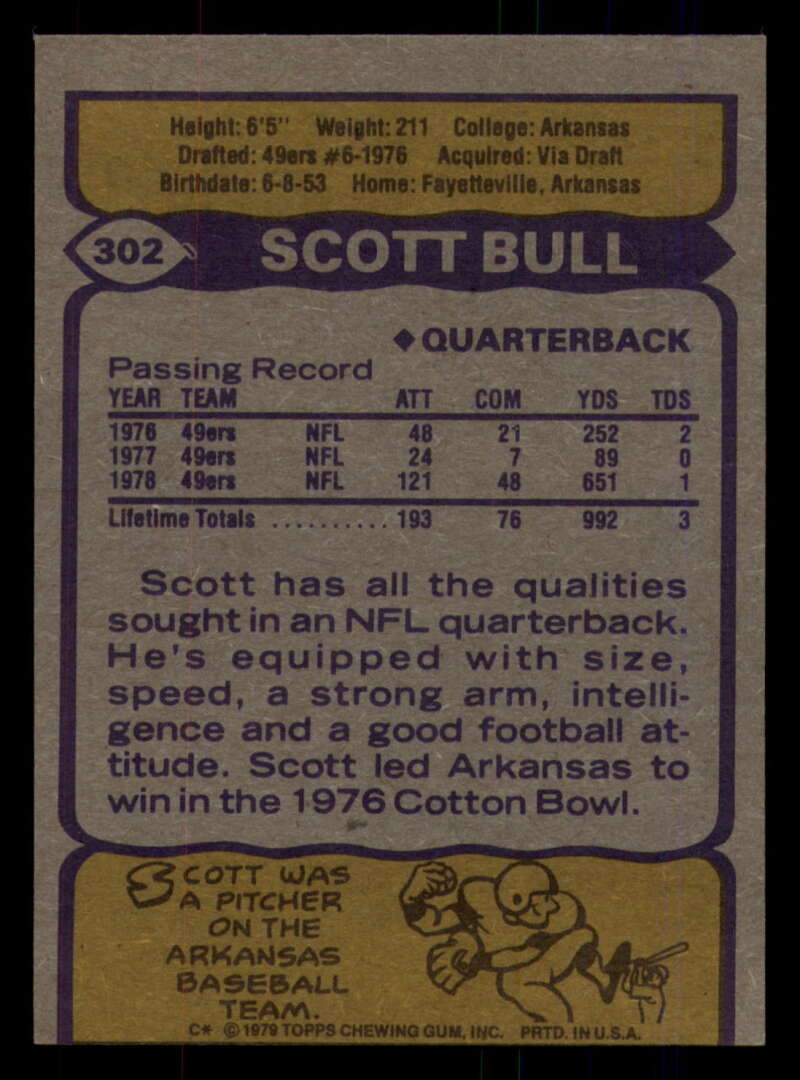 Height: 6'5" Weight: 211 College: Arkansas
Drafted: 49ers #6-1976 Acquired: Via Draft
Birthdate: 6-8-53 Home: Fayetteville, Arkansas
302 SCOTT BULL
◆ QUARTERBACK
Passing Record
YEAR TEAM ATT COM YDS TDS
1976 49ers NFL 48 21 252 2
1977 49ers NFL 24 7 89 0
1978 49ers NFL 121 48 651 1
Lifetime Totals .......... 193 76 992 3
Scott has all the qualities
sought in an NFL quarterback.
He's equipped with size,
speed, a strong arm, intelli-
gence and a good football at-
titude. Scott led Arkansas to
win in the 1976 Cotton Bowl.
SCOTT WAS
A PITCHER
ON THE
ARKANSAS
BASEBALL
TEAM.
C* © 1979 TOPPS CHEWING GUM, INC. PRTD. IN U.S.A.